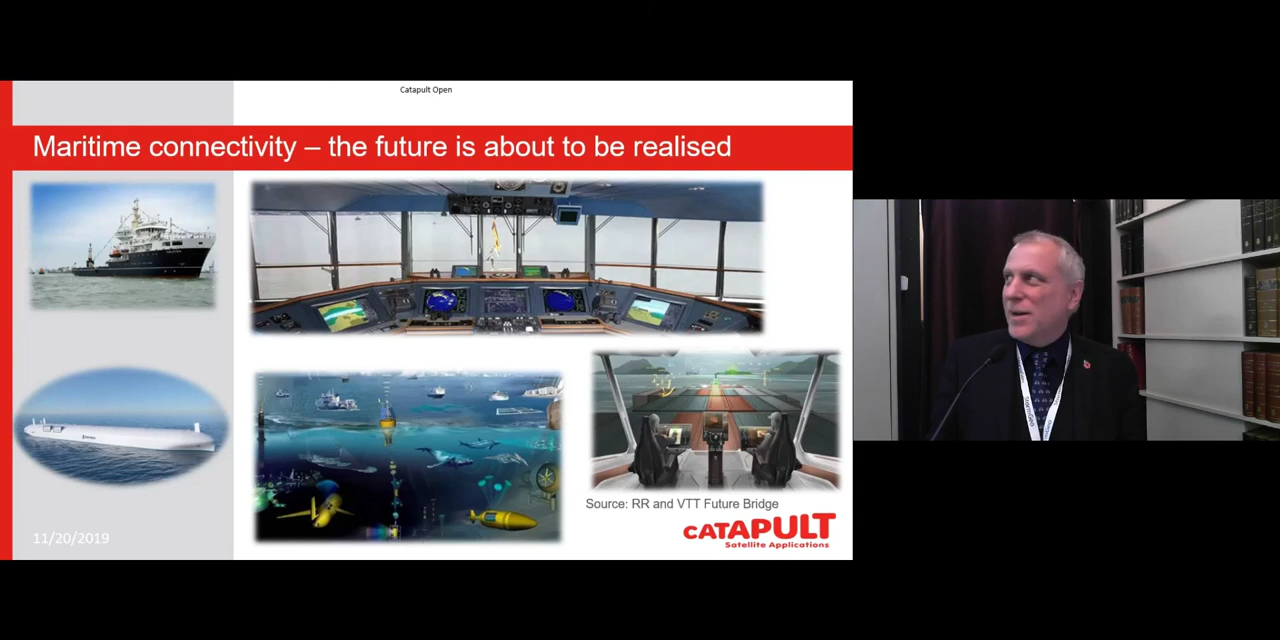 Catapult Open
Maritime connectivity – the future is about to be realised
Source: RR and VTT Future Bridge
CATAPULT
Satellite Applications
11/20/2019
StormGeo